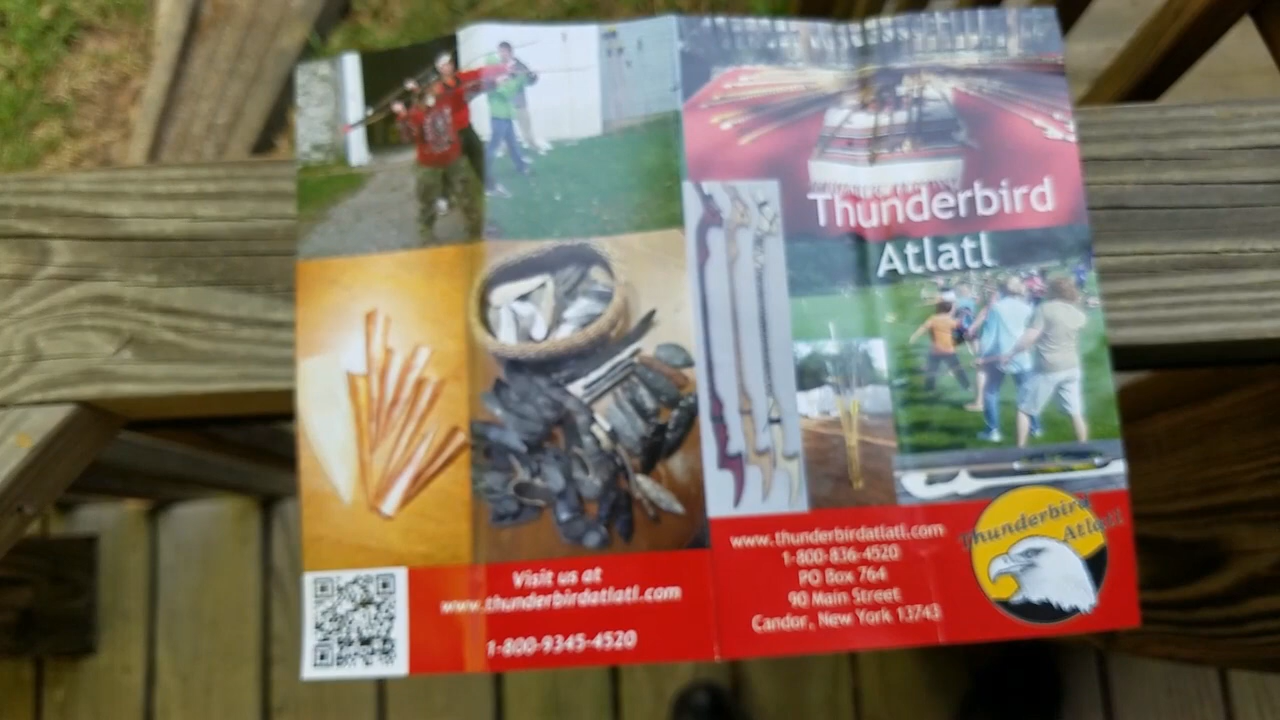 Visit us at
www.thunderbirdatlatl.com
1-800-9345-4520
Thunderbird
Atlatl
www.thunderbirdatlatl.com
1-800-836-4520
PO Box 764
90 Main Street
Candor, New York 13743
Thunderbird
Atlatl